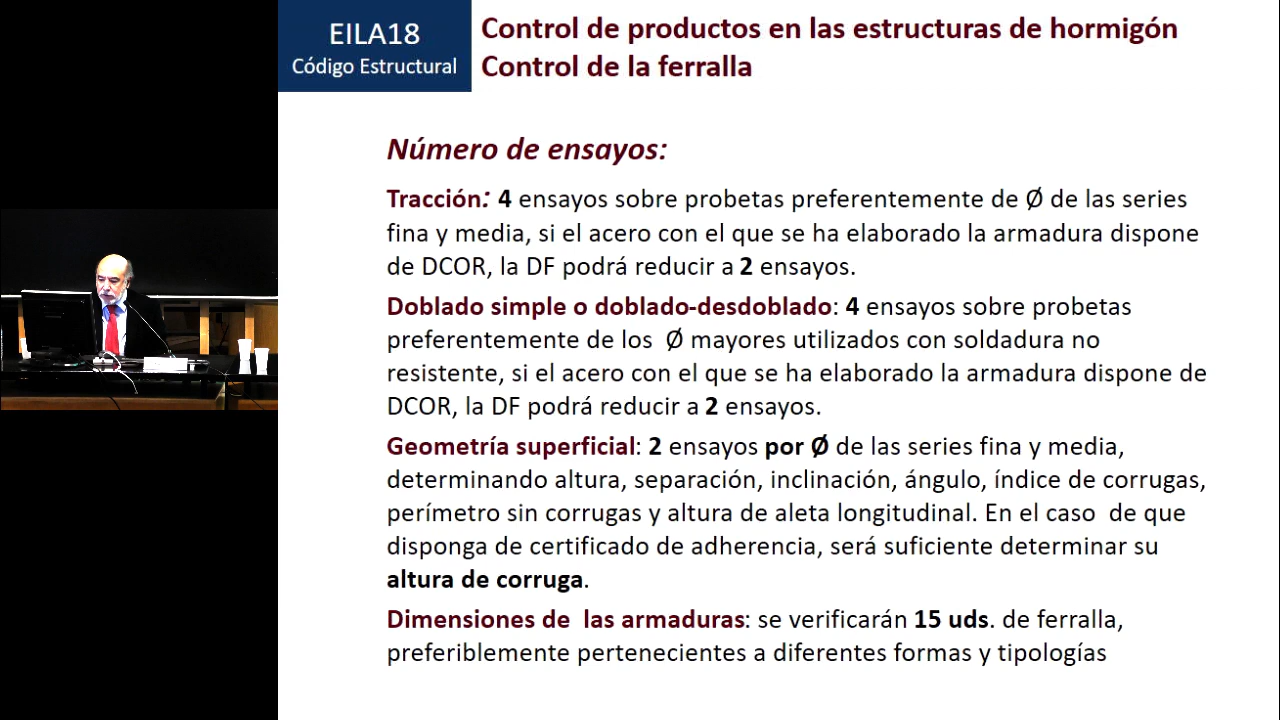 EILA18
Código Estructural
Control de productos en las estructuras de hormigón
Control de la ferralla
Número de ensayos:
Tracción: 4 ensayos sobre probetas preferentemente de Ø de las series
fina y media, si el acero con el que se ha elaborado la armadura dispone
de DCOR, la DF podrá reducir a 2 ensayos.
Doblado simple o doblado-desdoblado: 4 ensayos sobre probetas
preferentemente de los Ø mayores utilizados con soldadura no
resistente, si el acero con el que se ha elaborado la armadura dispone de
DCOR, la DF podrá reducir a 2 ensayos.
Geometría superficial: 2 ensayos por Ø de las series fina y media,
determinando altura, separación, inclinación, ángulo, índice de corrugas,
perímetro sin corrugas y altura de aleta longitudinal. En el caso de que
disponga de certificado de adherencia, será suficiente determinar su
altura de corruga.
Dimensiones de las armaduras: se verificarán 15 uds. de ferralla,
preferiblemente pertenecientes a diferentes formas y tipologías